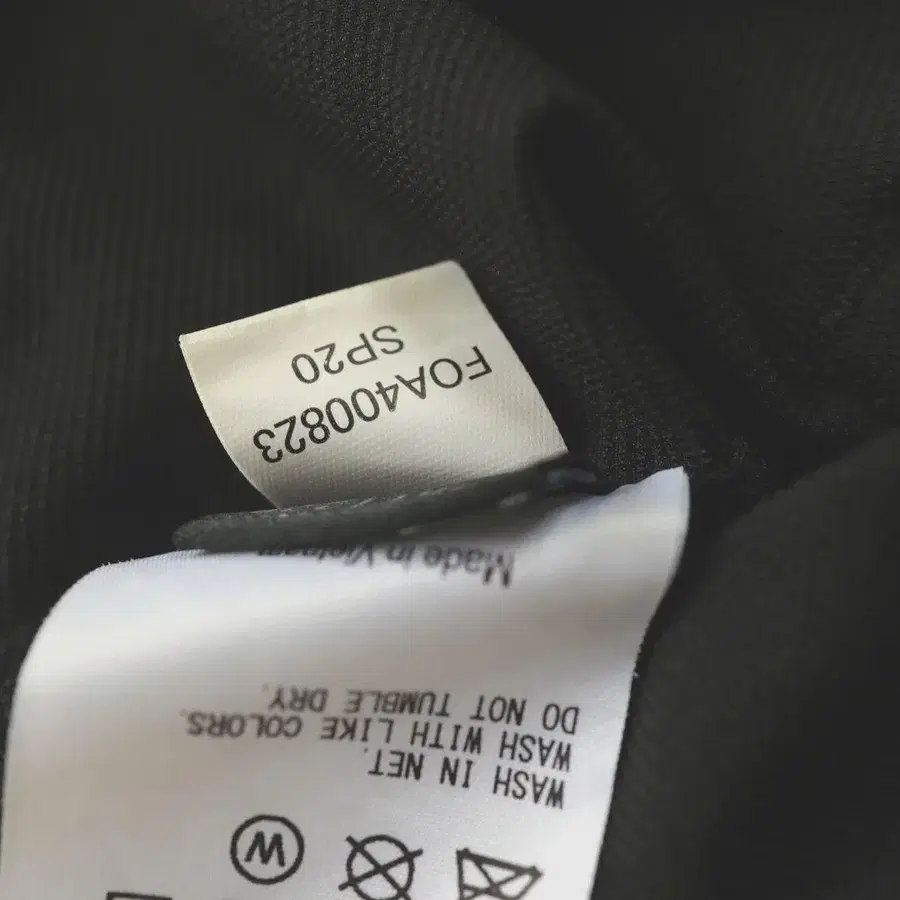 FOA400823
SP20
W
WASH IN NET.
WASH WITH LIKE COLORS.
DO NOT TUMBLE DRY.
Made in Vietnam